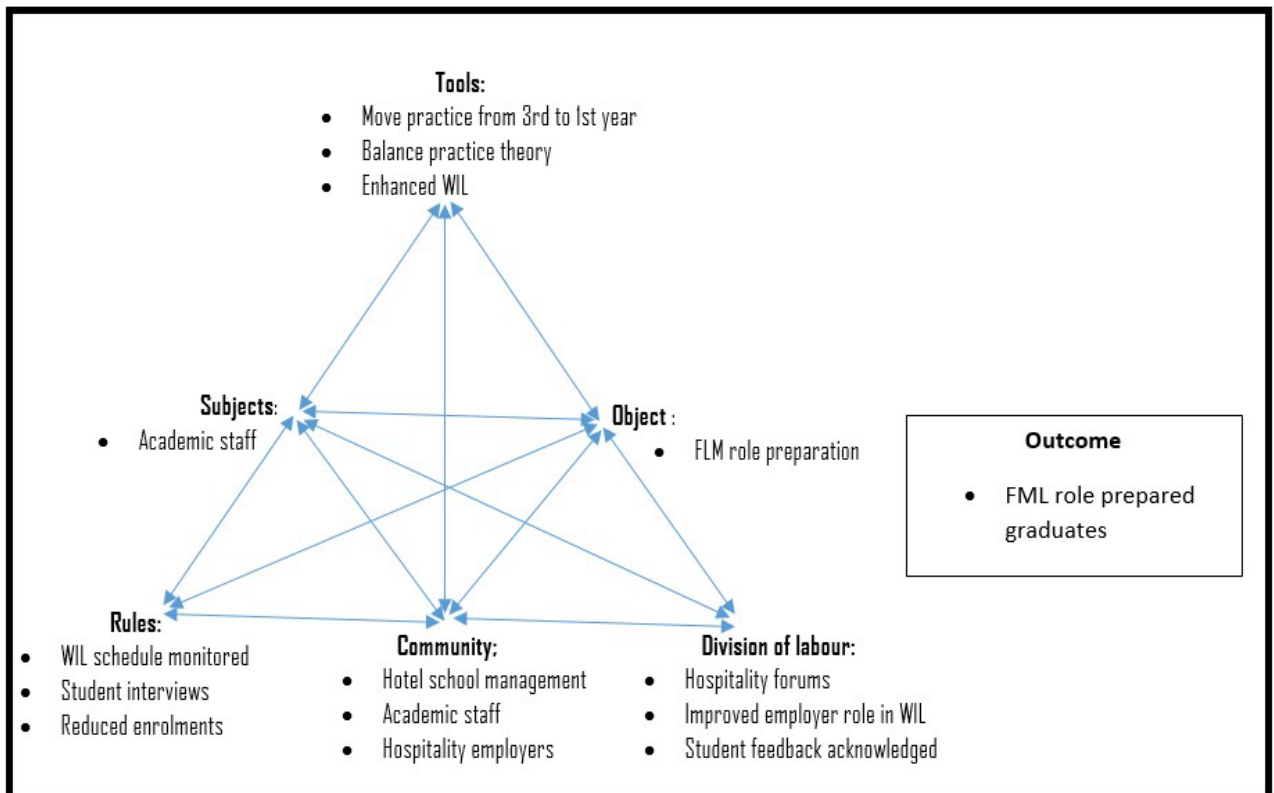 Tools:
• Move practice from 3rd to 1st year
• Balance practice theory
• Enhanced WIL
Subjects:
• Academic staff
Object :
• FLM role preparation
Outcome
• FML role prepared
graduates
Rules:
• WIL schedule monitored
• Student interviews
• Reduced enrolments
Community;
• Hotel school management
• Academic staff
• Hospitality employers
Division of labour:
• Hospitality forums
• Improved employer role in WIL
• Student feedback acknowledged